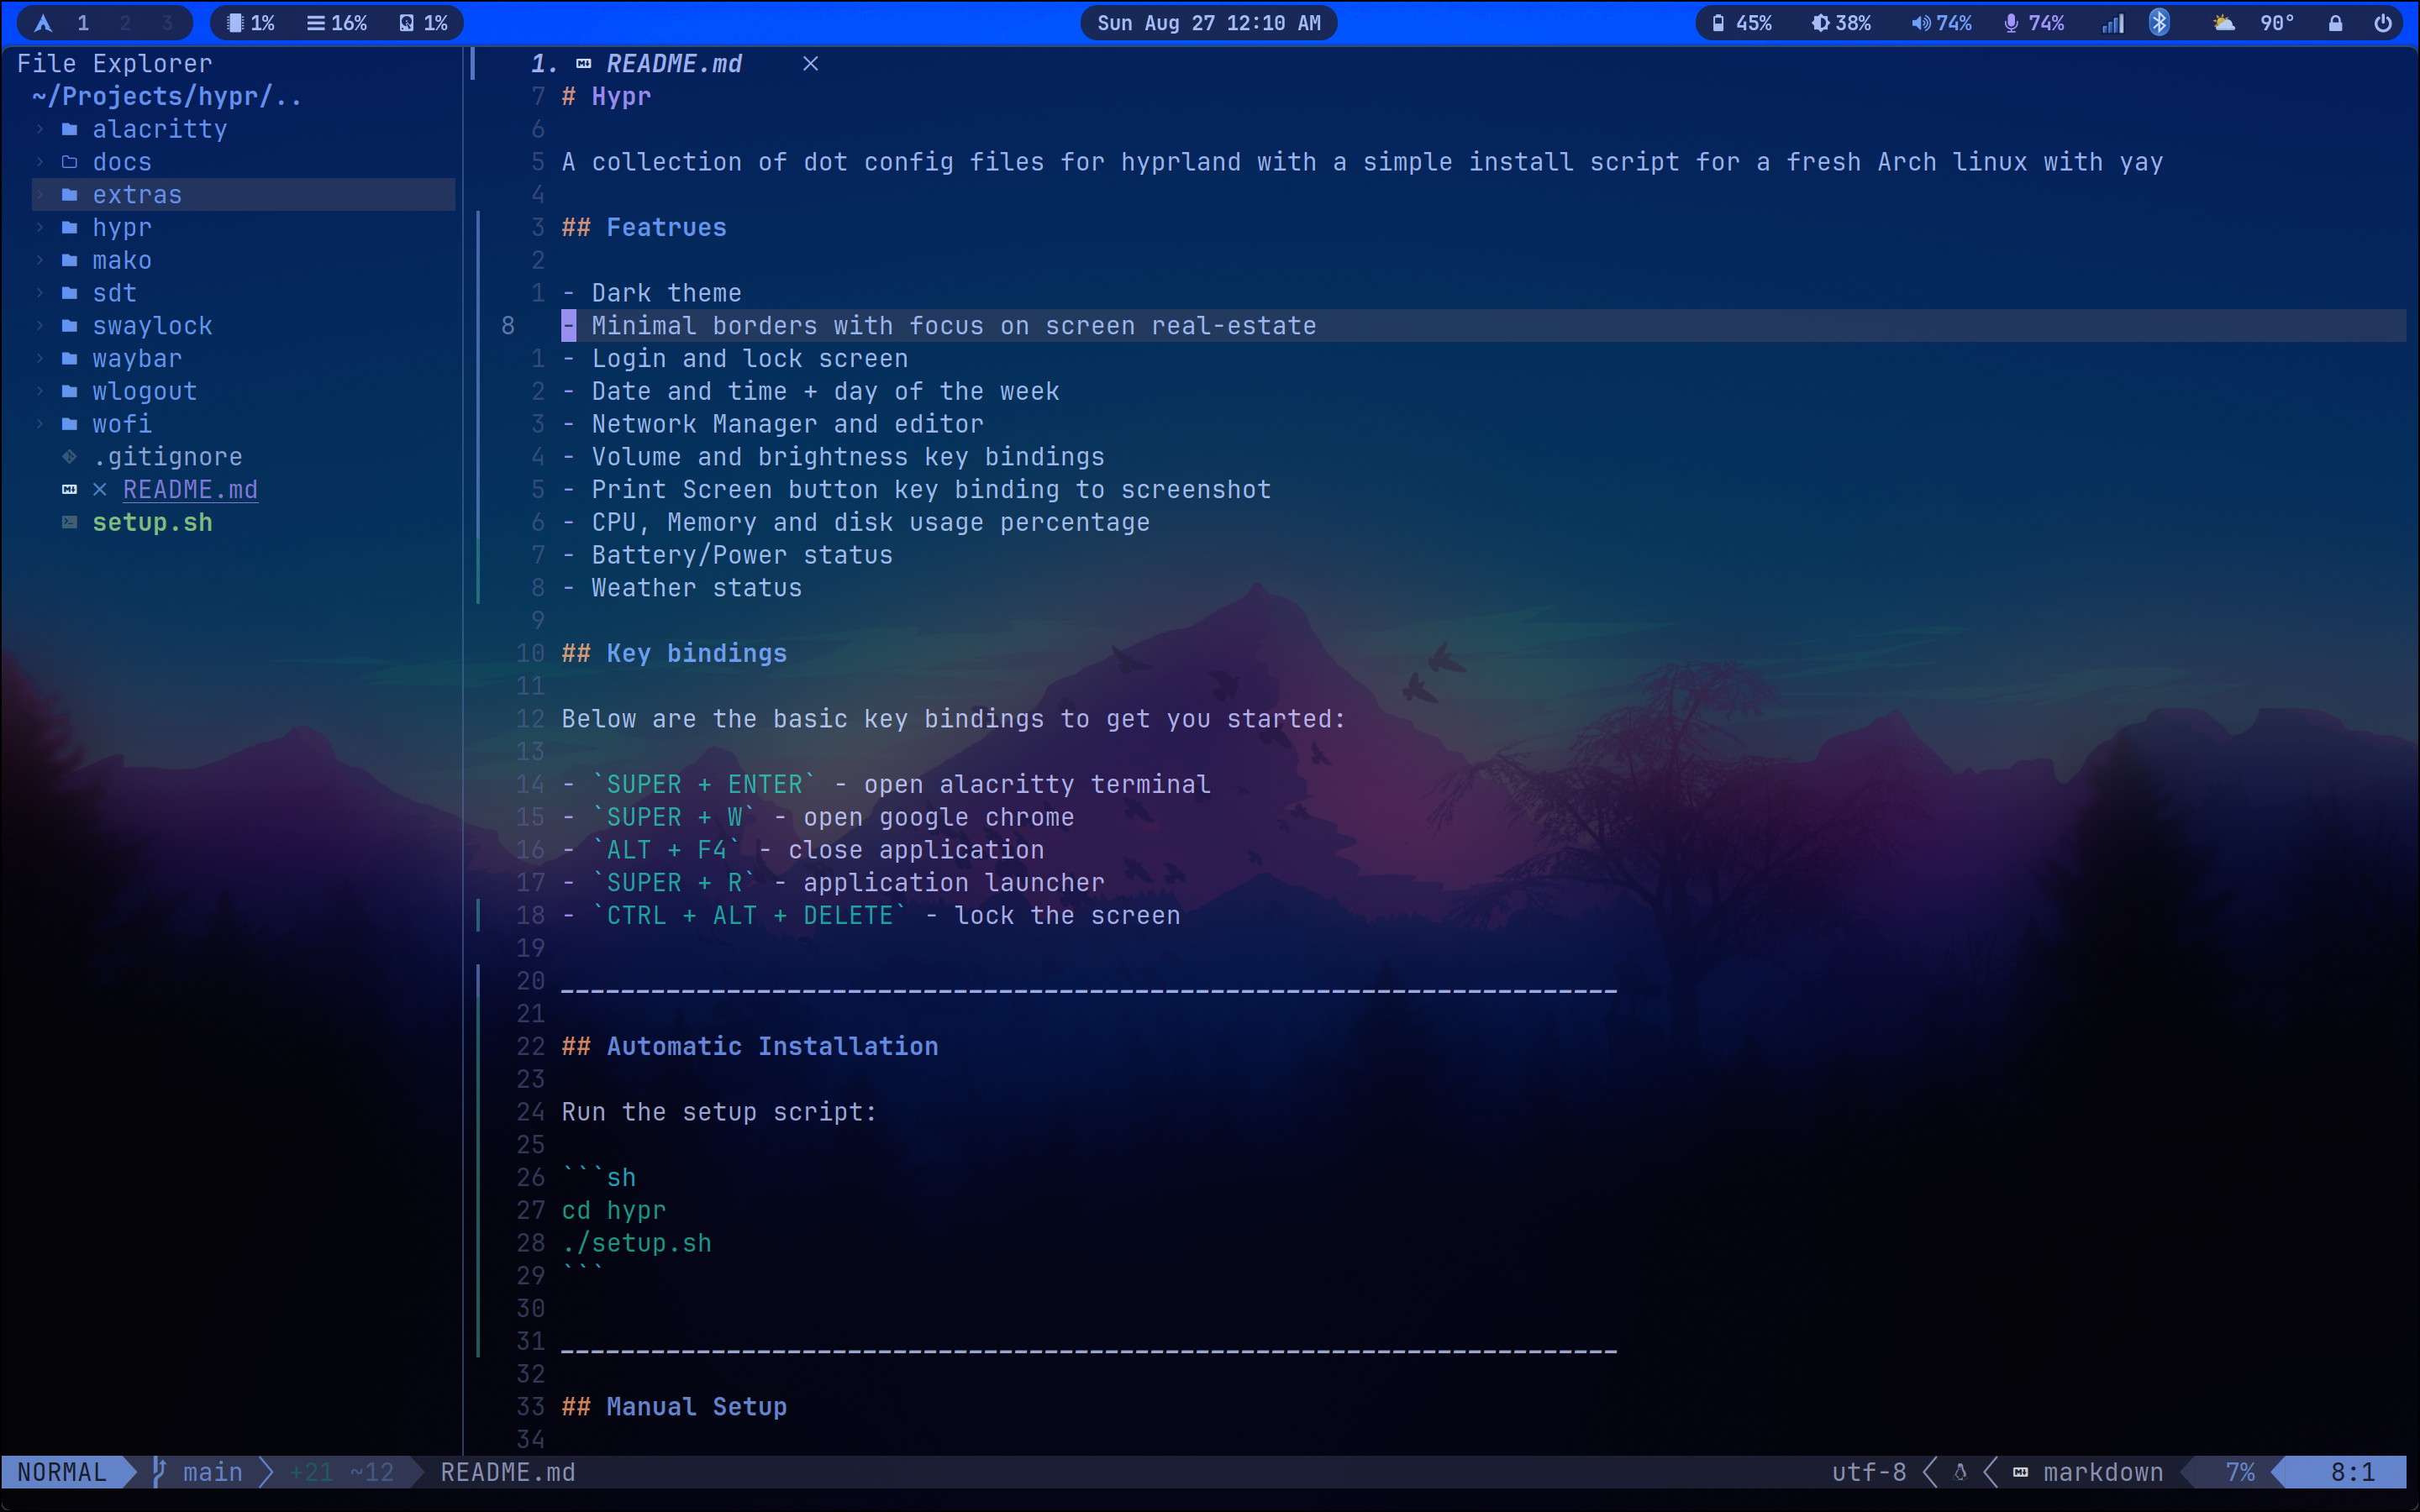 1 2 3 1% 16% 1% Sun Aug 27 12:10 AM 45% 38% 74% 74% 90°
File Explorer
~/Projects/hypr/..
alacritty
docs
extras
hypr
mako
sdt
swaylock
waybar
wlogout
wofi
.gitignore
README.md
setup.sh
1. README.md
7 # Hypr
6
5 A collection of dot config files for hyprland with a simple install script for a fresh Arch linux with yay
4
3 ## Featrues
2
1 - Dark theme
8 - Minimal borders with focus on screen real-estate
1 - Login and lock screen
2 - Date and time + day of the week
3 - Network Manager and editor
4 - Volume and brightness key bindings
5 - Print Screen button key binding to screenshot
6 - CPU, Memory and disk usage percentage
7 - Battery/Power status
8 - Weather status
9
10 ## Key bindings
11
12 Below are the basic key bindings to get you started:
13
14 - `SUPER + ENTER` - open alacritty terminal
15 - `SUPER + W` - open google chrome
16 - `ALT + F4` - close application
17 - `SUPER + R` - application launcher
18 - `CTRL + ALT + DELETE` - lock the screen
19
20 ______________________________________________________________________
21
22 ## Automatic Installation
23
24 Run the setup script:
25
26 ```sh
27 cd hypr
28 ./setup.sh
29 ```
30
31 ______________________________________________________________________
32
33 ## Manual Setup
34
NORMAL main +21 ~12 README.md utf-8 markdown 7% 8:1